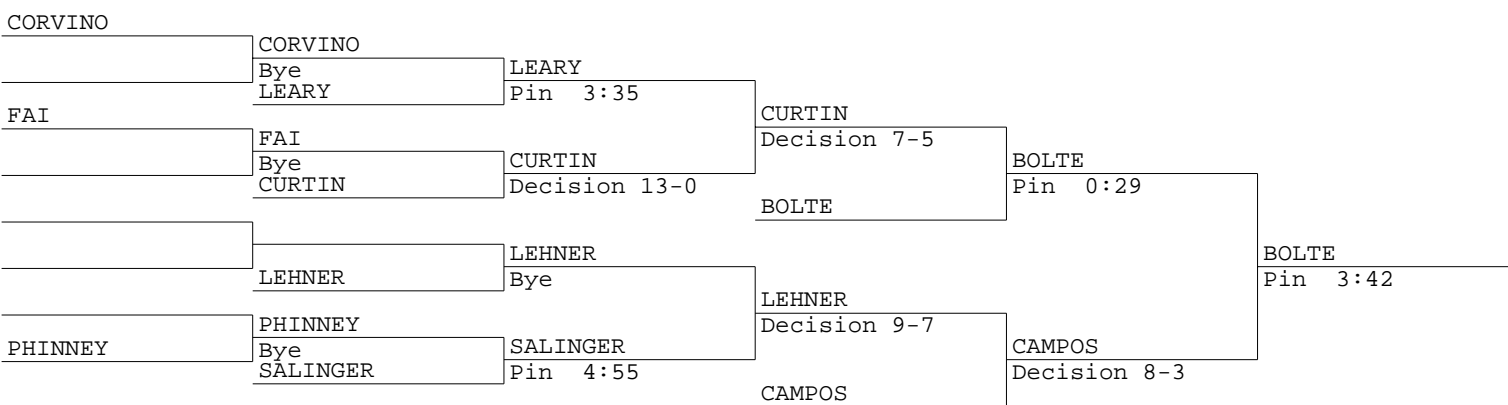 CORVINO
CORVINO
Bye
LEARY
LEARY
Pin 3:35
FAI
FAI
Bye
CURTIN
CURTIN
Decision 13-0
CURTIN
Decision 7-5
BOLTE
BOLTE
Pin 0:29
LEHNER
LEHNER
Bye
PHINNEY
PHINNEY
Bye
SALINGER
SALINGER
Pin 4:55
LEHNER
Decision 9-7
CAMPOS
CAMPOS
Decision 8-3
BOLTE
Pin 3:42